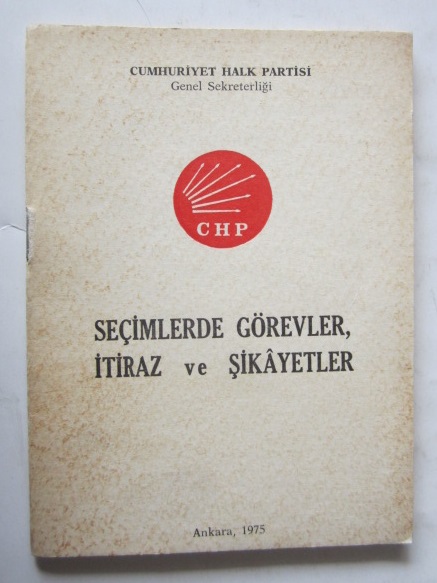 CUMHURİYET HALK PARTİSİ
Genel Sekreterliği
CHP
SEÇİMLERDE GÖREVLER,
İTİRAZ ve ŞİKÂYETLER
Ankara, 1975